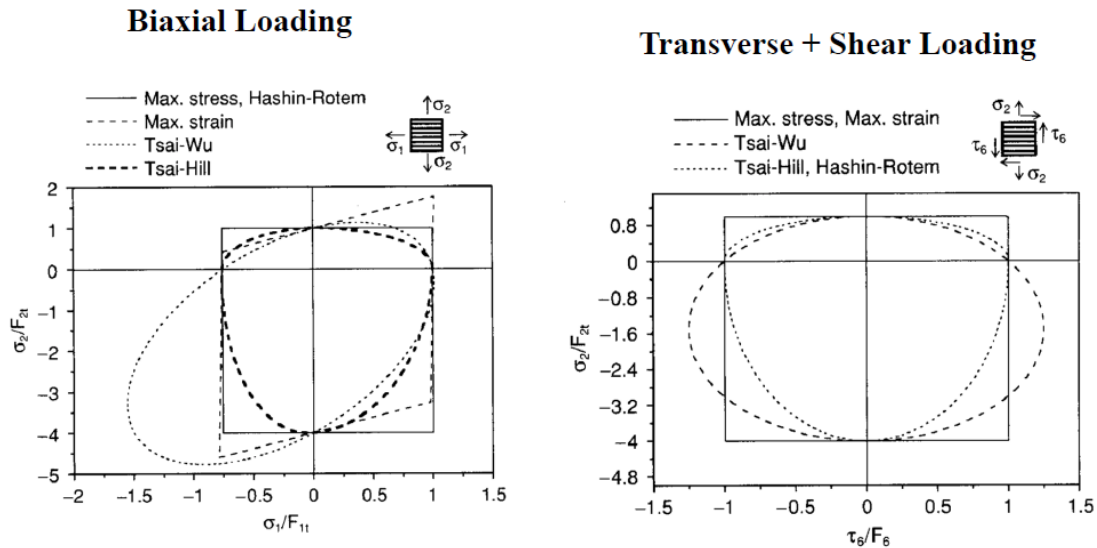 Biaxial Loading
Max. stress, Hashin-Rotem
Max. strain
Tsai-Wu
Tsai-Hill
σ₂
σ₁
σ₁
σ₂
2
1
0
−1
−2
−3
−4
−5
σ₂/F₂ₜ
−2
−1.5
−1
−0.5
0
0.5
1
1.5
σ₁/F₁ₜ
Transverse + Shear Loading
Max. stress, Max. strain
Tsai-Wu
Tsai-Hill, Hashin-Rotem
σ₂
τ₆
τ₆
σ₂
0.8
0
−0.8
−1.6
−2.4
−3.2
−4
−4.8
σ₂/F₂ₜ
−1.5
−1
−0.5
0
0.5
1
1.5
τ₆/F₆